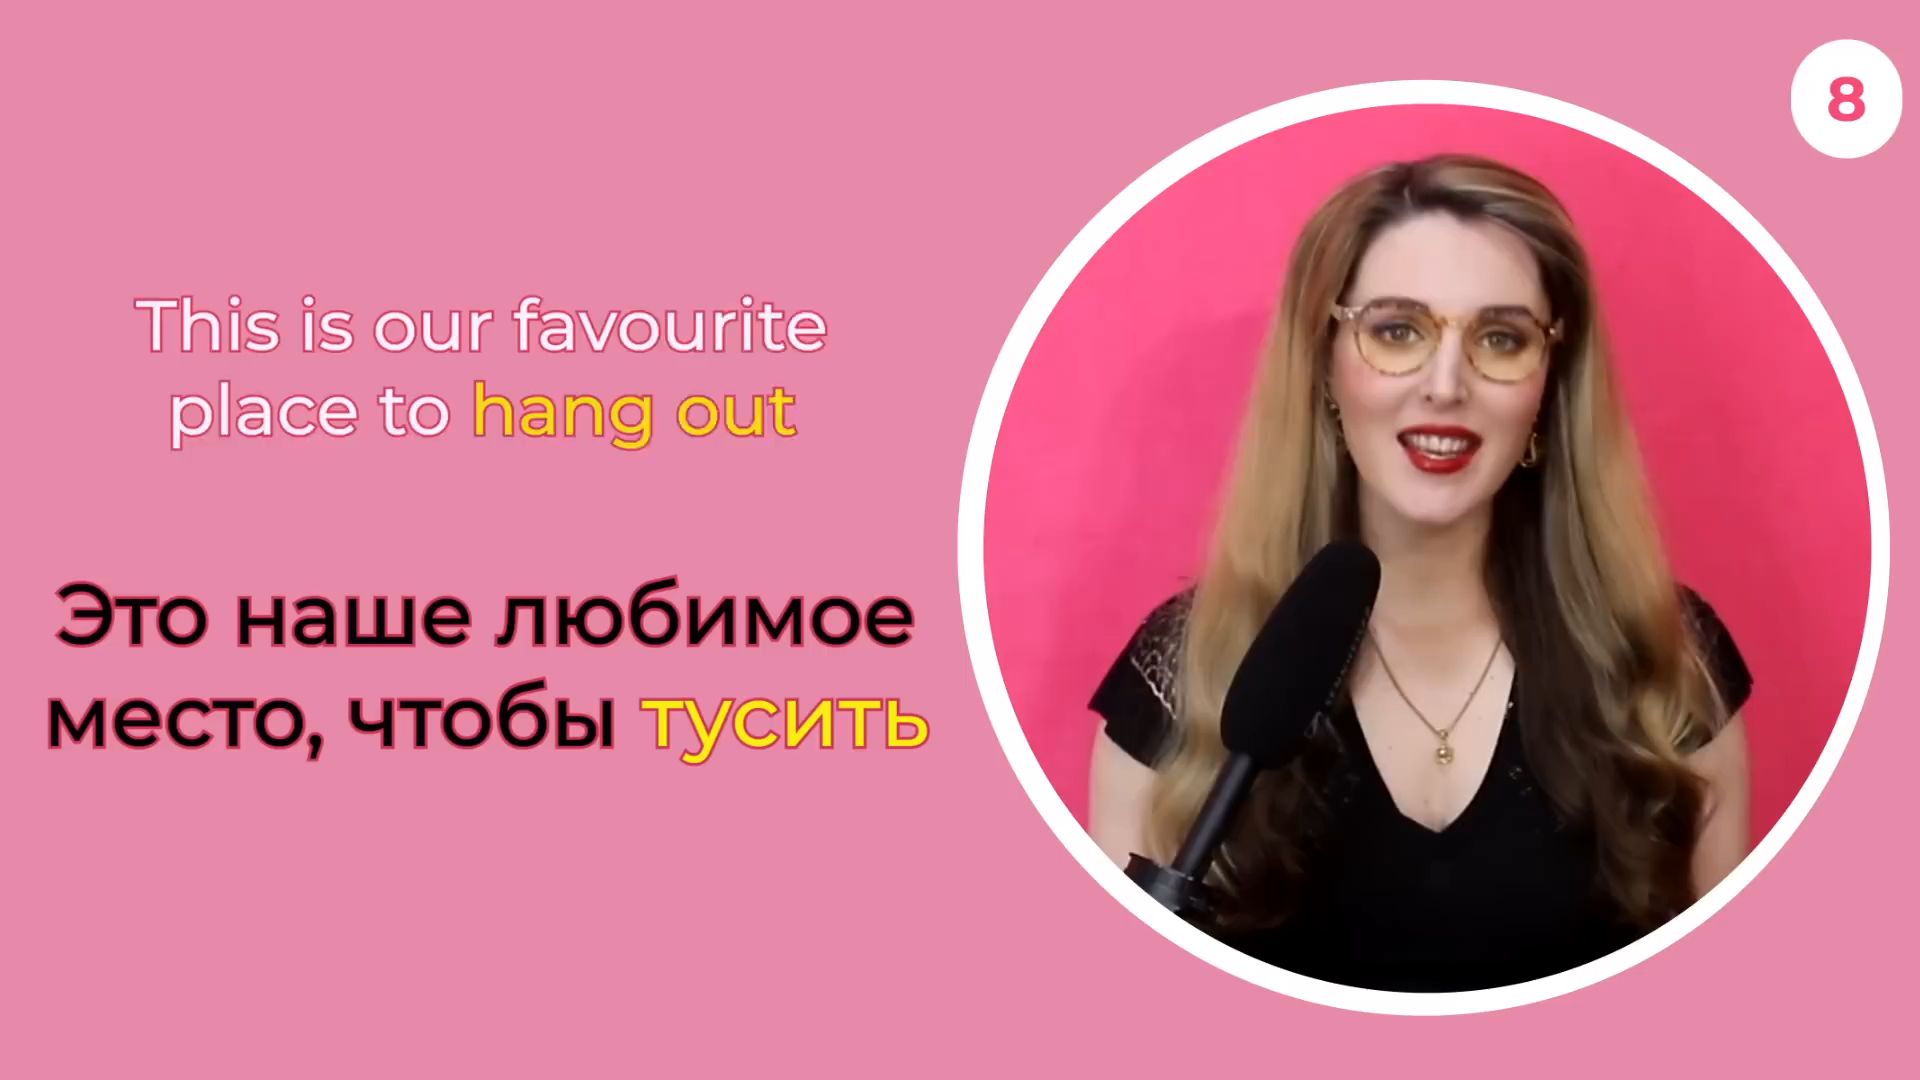 8
This is our favourite
place to hang out
Это наше любимое
место, чтобы тусить